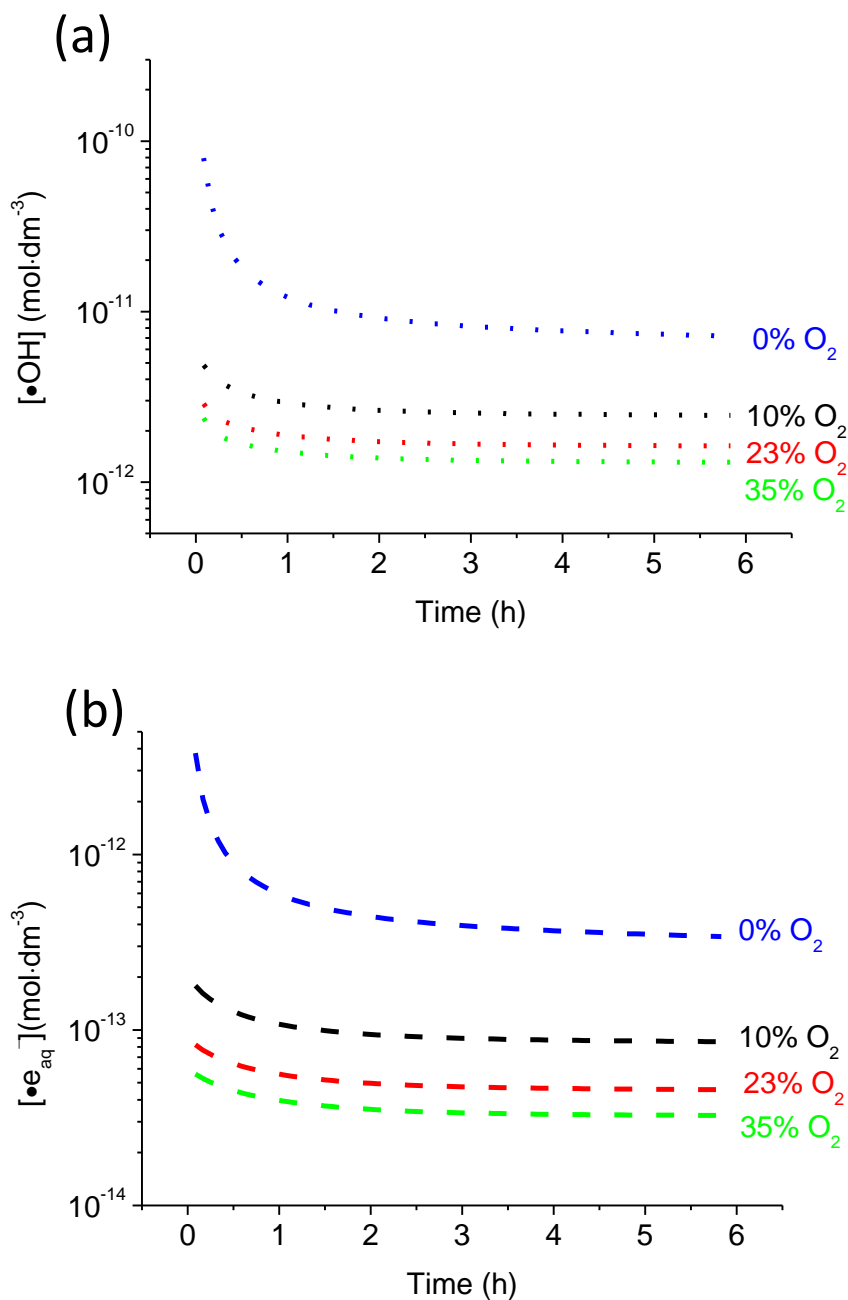 (a)
10⁻¹⁰
10⁻¹¹
10⁻¹²
[•OH] (mol·dm⁻³)
0% O₂
10% O₂
23% O₂
35% O₂
0 1 2 3 4 5 6
Time (h)
(b)
10⁻¹²
10⁻¹³
10⁻¹⁴
[•e_aq⁻](mol·dm⁻³)
0% O₂
10% O₂
23% O₂
35% O₂
0 1 2 3 4 5 6
Time (h)